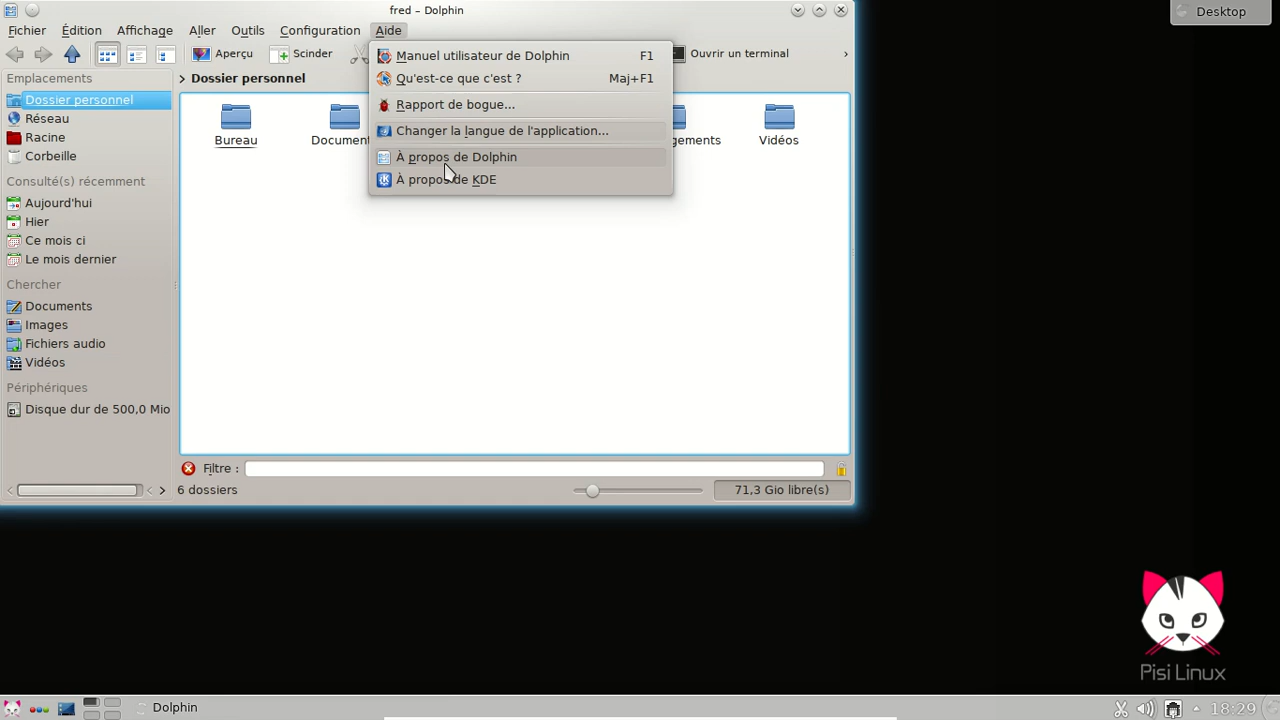 fred – Dolphin
Desktop
Fichier Édition Affichage Aller Outils Configuration Aide
Aperçu Scinder Ouvrir un terminal
Manuel utilisateur de Dolphin F1
Qu'est-ce que c'est ? Maj+F1
Rapport de bogue...
Changer la langue de l'application...
À propos de Dolphin
À propos de KDE
Emplacements
Dossier personnel
Réseau
Racine
Corbeille
Consulté(s) récemment
Aujourd'hui
Hier
Ce mois ci
Le mois dernier
Chercher
Documents
Images
Fichiers audio
Vidéos
Périphériques
Disque dur de 500,0 Mio
> Dossier personnel
Bureau Document gements Vidéos
Filtre :
6 dossiers 71,3 Gio libre(s)
Pisi Linux
Dolphin 18:29